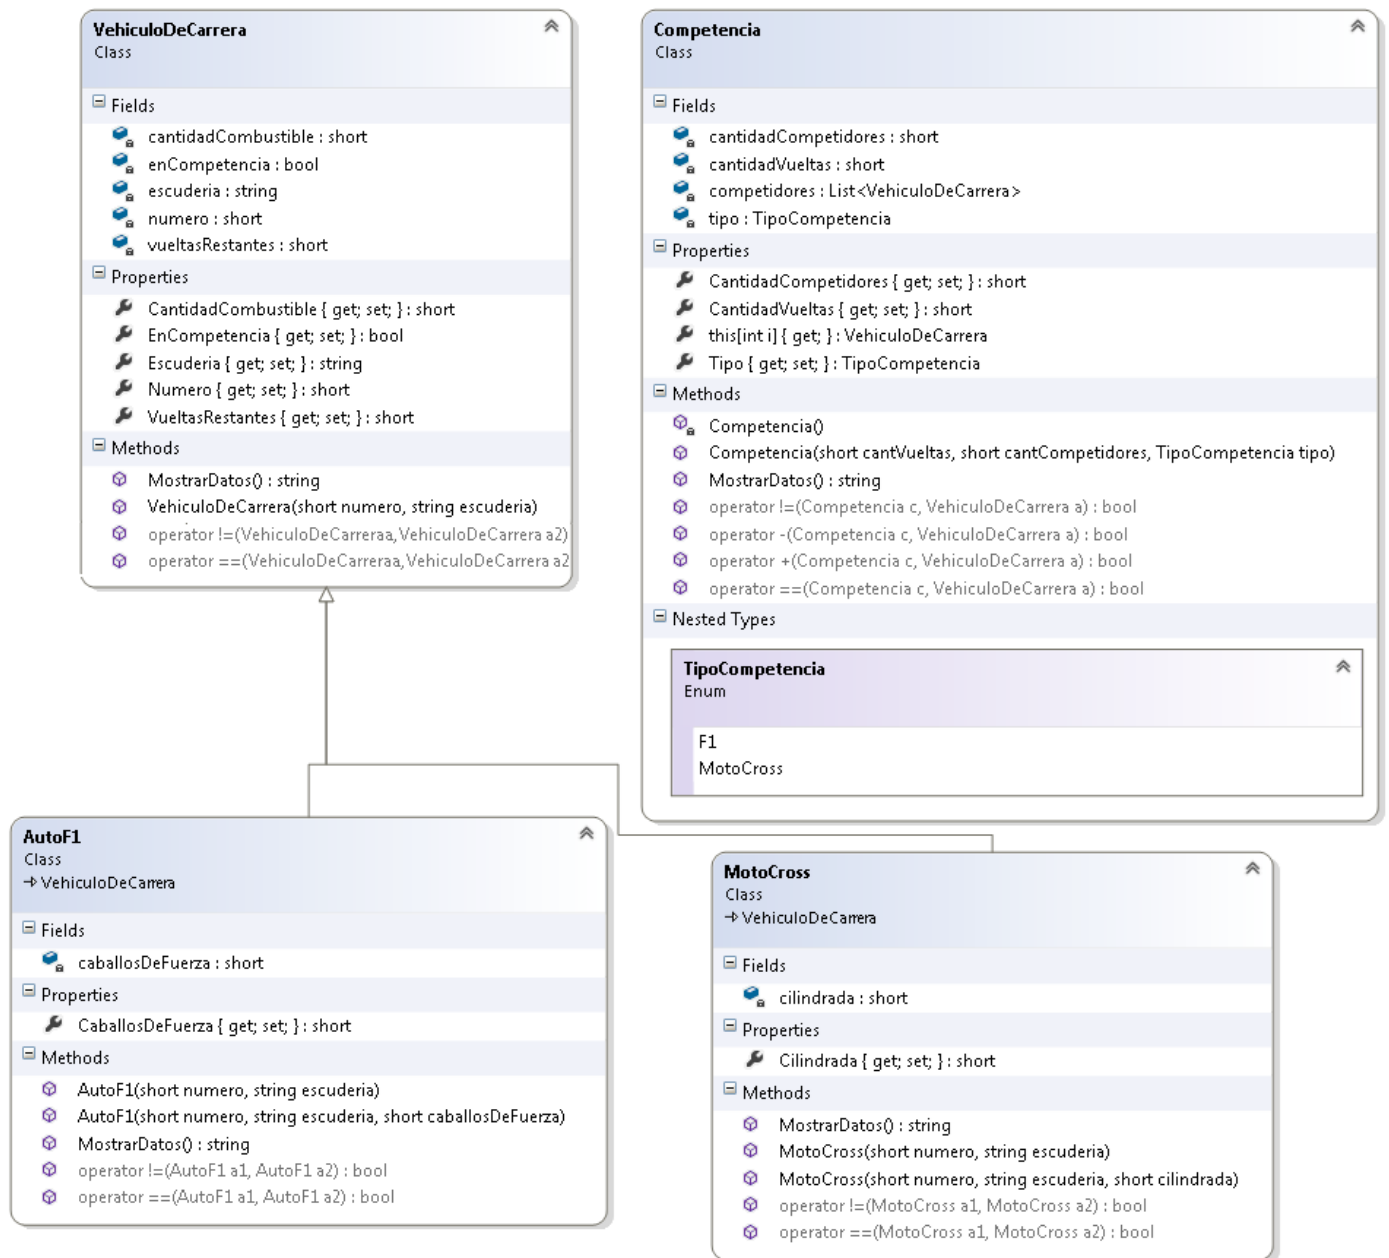 VehiculoDeCarrera
Class
Fields
cantidadCombustible : short
enCompetencia : bool
escuderia : string
numero : short
vueltasRestantes : short
Properties
CantidadCombustible { get; set; } : short
EnCompetencia { get; set; } : bool
Escuderia { get; set; } : string
Numero { get; set; } : short
VueltasRestantes { get; set; } : short
Methods
MostrarDatos() : string
VehiculoDeCarrera(short numero, string escuderia)
operator !=(VehiculoDeCarreraa,VehiculoDeCarrera a2)
operator ==(VehiculoDeCarreraa,VehiculoDeCarrera a2
Competencia
Class
Fields
cantidadCompetidores : short
cantidadVueltas : short
competidores : List<VehiculoDeCarrera>
tipo : TipoCompetencia
Properties
CantidadCompetidores { get; set; } : short
CantidadVueltas { get; set; } : short
this[int i] { get; } : VehiculoDeCarrera
Tipo { get; set; } : TipoCompetencia
Methods
Competencia()
Competencia(short cantVueltas, short cantCompetidores, TipoCompetencia tipo)
MostrarDatos() : string
operator !=(Competencia c, VehiculoDeCarrera a) : bool
operator -(Competencia c, VehiculoDeCarrera a) : bool
operator +(Competencia c, VehiculoDeCarrera a) : bool
operator ==(Competencia c, VehiculoDeCarrera a) : bool
Nested Types
TipoCompetencia
Enum
F1
MotoCross
AutoF1
Class
VehiculoDeCarrera
Fields
caballosDeFuerza : short
Properties
CaballosDeFuerza { get; set; } : short
Methods
AutoF1(short numero, string escuderia)
AutoF1(short numero, string escuderia, short caballosDeFuerza)
MostrarDatos() : string
operator !=(AutoF1 a1, AutoF1 a2) : bool
operator ==(AutoF1 a1, AutoF1 a2) : bool
MotoCross
Class
VehiculoDeCarrera
Fields
cilindrada : short
Properties
Cilindrada { get; set; } : short
Methods
MostrarDatos() : string
MotoCross(short numero, string escuderia)
MotoCross(short numero, string escuderia, short cilindrada)
operator !=(MotoCross a1, MotoCross a2) : bool
operator ==(MotoCross a1, MotoCross a2) : bool